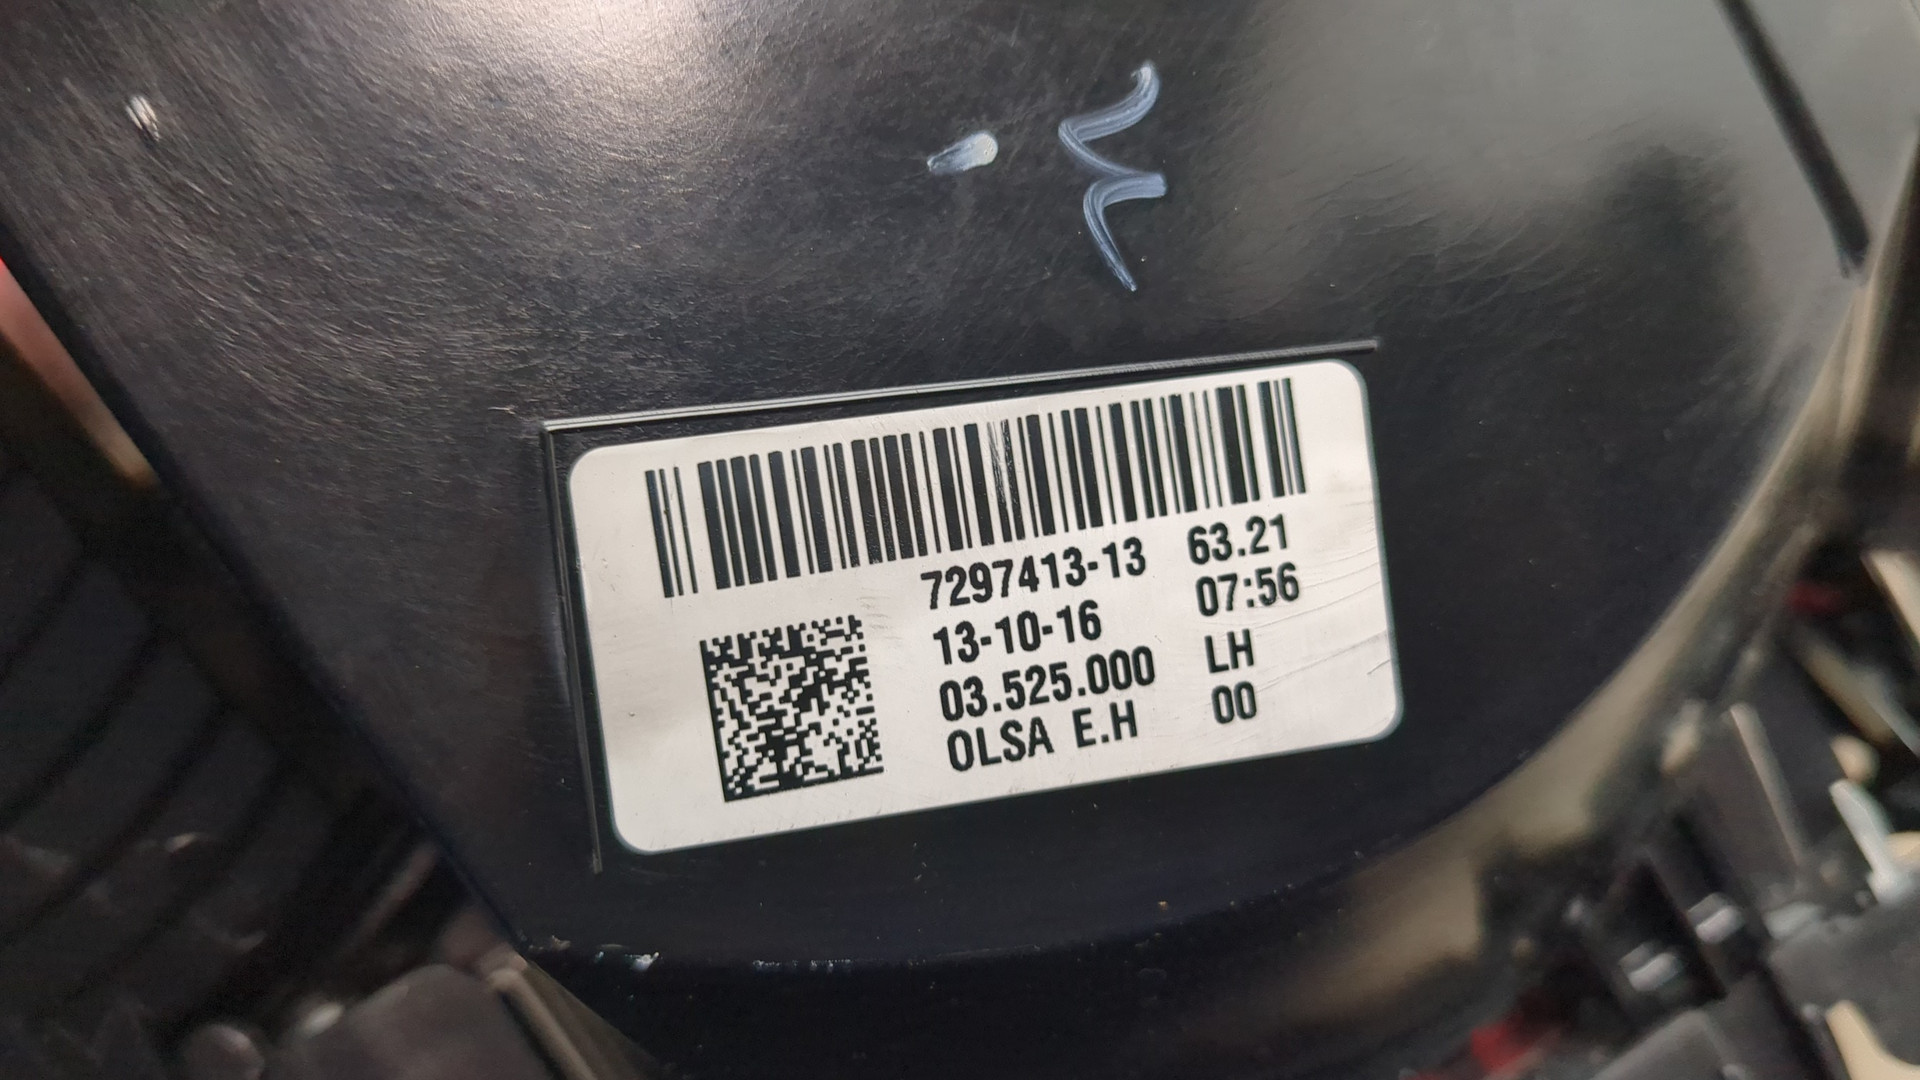 7297413-13 63.21
13-10-16 07:56
03.525.000 LH
OLSA E.H 00